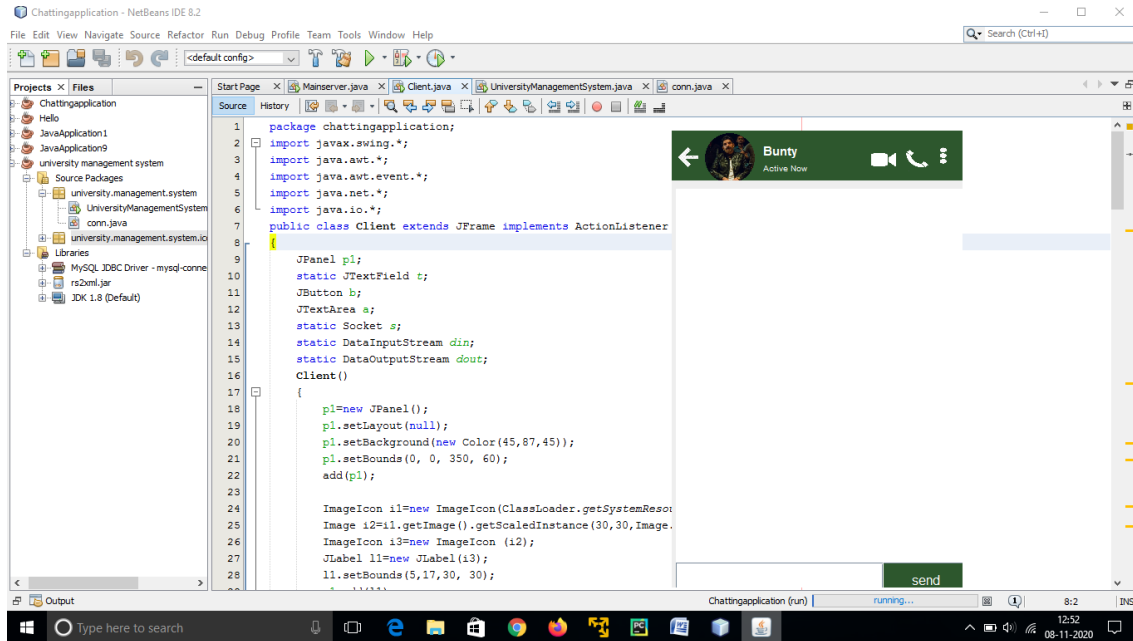 Chattingapplication - NetBeans IDE 8.2
File Edit View Navigate Source Refactor Run Debug Profile Team Tools Window Help
Search (Ctrl+I)
<default config>
Projects Files
Start Page Mainserver.java Client.java UniversityManagementSystem.java conn.java
Source History
Chattingapplication
Hello
JavaApplication1
JavaApplication9
university management system
Source Packages
university.management.system
UniversityManagementSystem
conn.java
university.management.system.ico
Libraries
MySQL JDBC Driver - mysql-conne
rs2xml.jar
JDK 1.8 (Default)
1 package chattingapplication;
2 import javax.swing.*;
3 import java.awt.*;
4 import java.awt.event.*;
5 import java.net.*;
6 import java.io.*;
7 public class Client extends JFrame implements ActionListener
8 {
9 JPanel p1;
10 static JTextField t;
11 JButton b;
12 JTextArea a;
13 static Socket s;
14 static DataInputStream din;
15 static DataOutputStream dout;
16 Client()
17 {
18 p1=new JPanel();
19 p1.setLayout(null);
20 p1.setBackground(new Color(45,87,45));
21 p1.setBounds(0, 0, 350, 60);
22 add(p1);
23
24 ImageIcon i1=new ImageIcon(ClassLoader.getSystemResou
25 Image i2=i1.getImage().getScaledInstance(30,30,Image.
26 ImageIcon i3=new ImageIcon (i2);
27 JLabel l1=new JLabel(i3);
28 l1.setBounds(5,17,30, 30);
Bunty
Active Now
send
Output
Chattingapplication (run) running... 1 8:2 INS
Type here to search
PC
12:52
08-11-2020